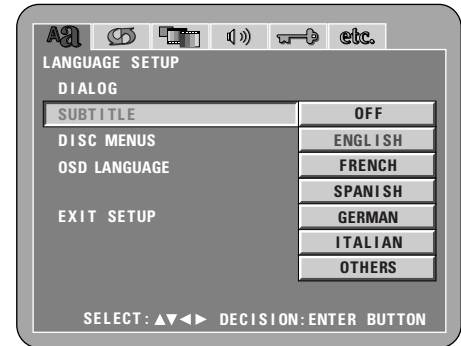 Aa etc.
LANGUAGE SETUP
DIALOG
SUBTITLE OFF
DISC MENUS ENGLISH
OSD LANGUAGE FRENCH
SPANISH
EXIT SETUP GERMAN
ITALIAN
OTHERS
SELECT:▲▼◄► DECISION:ENTER BUTTON